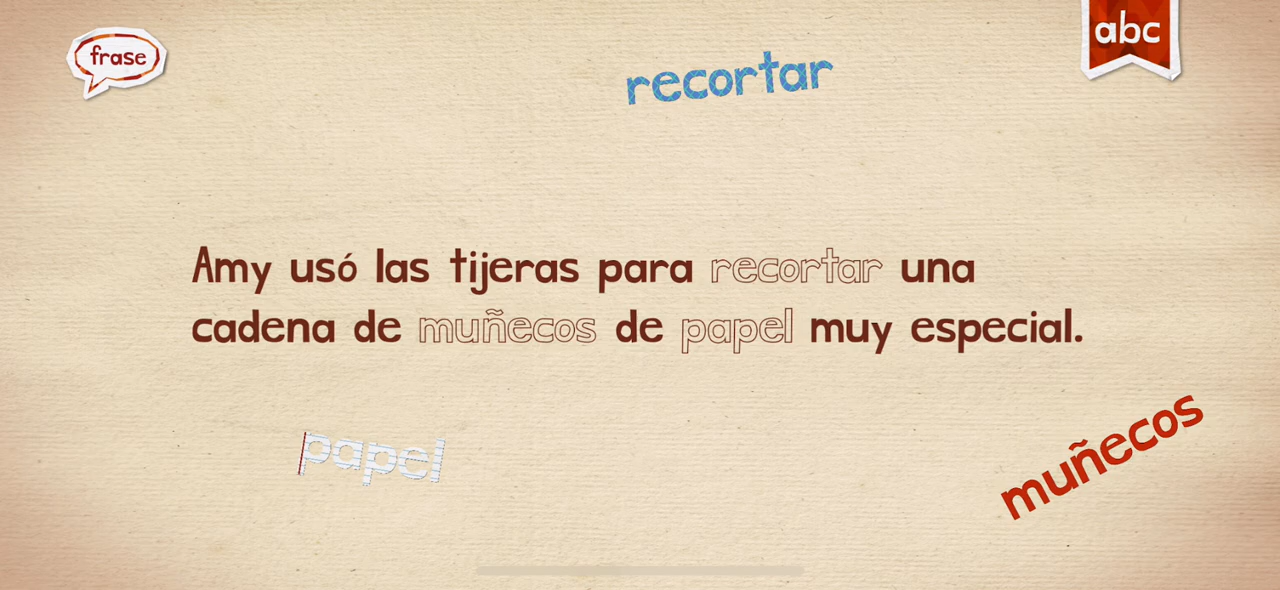 frase
abc
recortar
Amy usó las tijeras para recortar una
cadena de muñecos de papel muy especial.
papel
muñecos